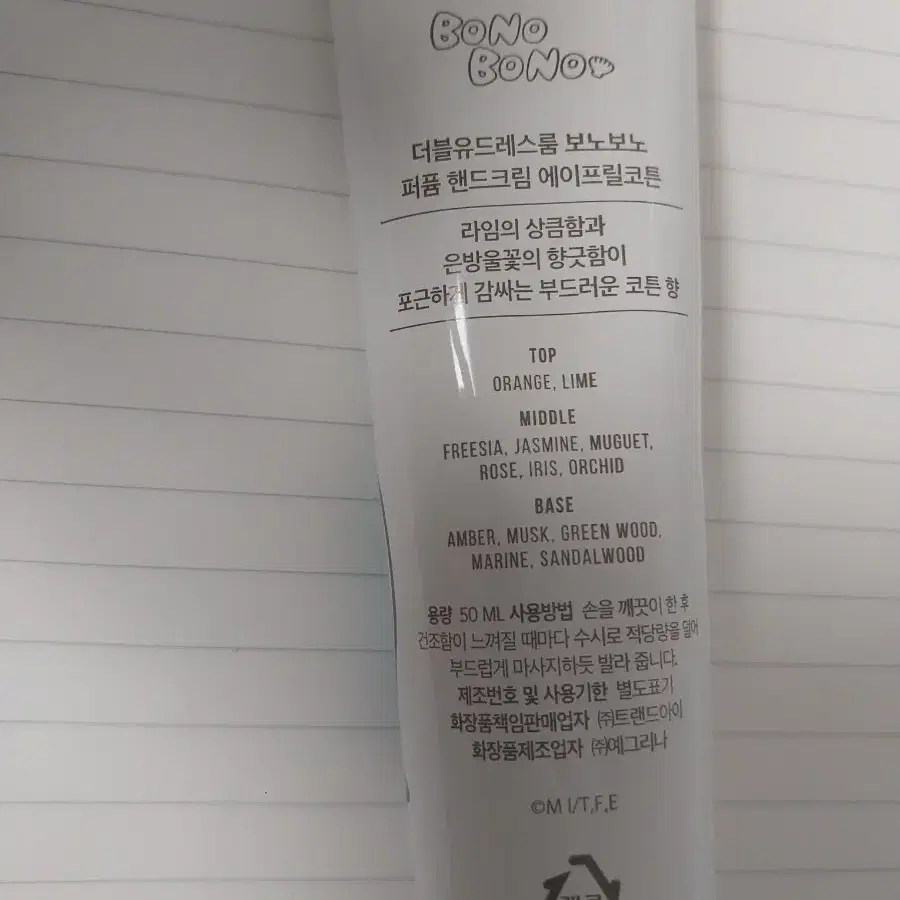 BONO
BONO
더블유드레스룸 보노보노
퍼퓸 핸드크림 에이프릴코튼
라임의 상큼함과
은방울꽃의 향긋함이
포근하게 감싸는 부드러운 코튼 향
TOP
ORANGE, LIME
MIDDLE
FREESIA, JASMINE, MUGUET,
ROSE, IRIS, ORCHID
BASE
AMBER, MUSK, GREEN WOOD,
MARINE, SANDALWOOD
용량 50 ML 사용방법 손을 깨끗이 한 후
건조함이 느껴질 때마다 수시로 적당량을 덜어
부드럽게 마사지하듯 발라 줍니다.
제조번호 및 사용기한 별도표기
화장품책임판매업자 ㈜트랜드아이
화장품제조업자 ㈜예그리나
©M I/T.F.E